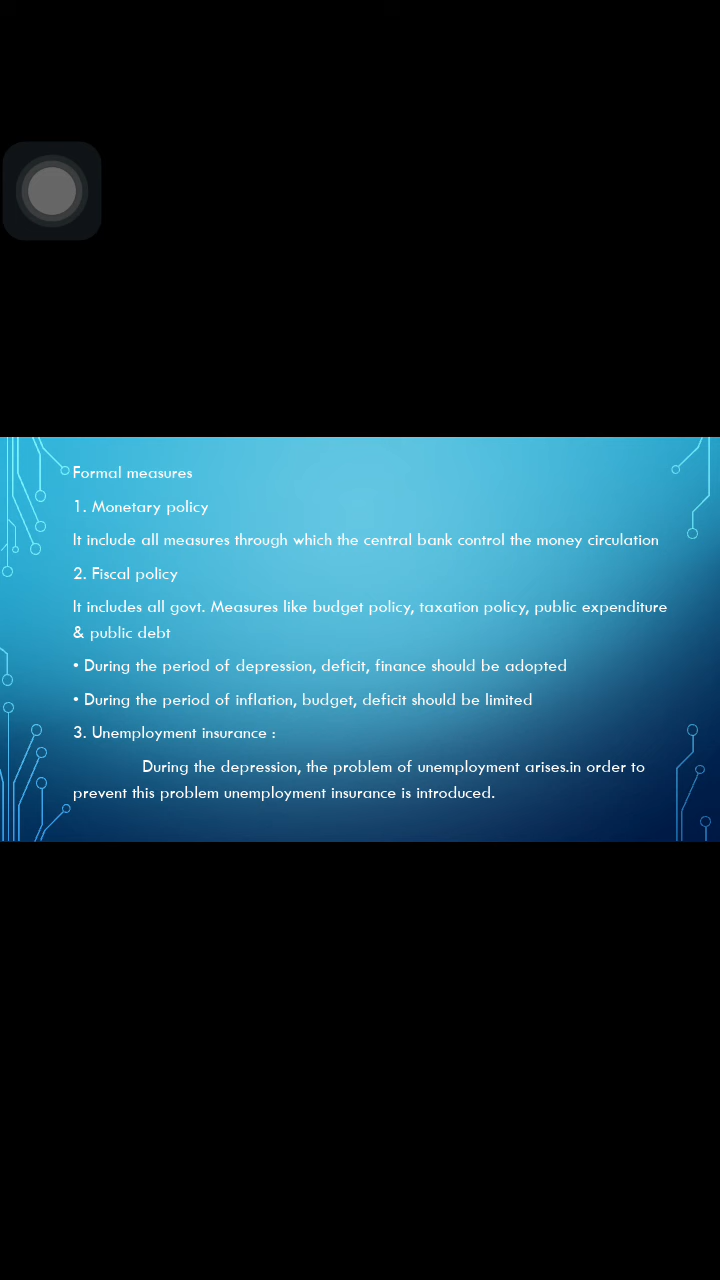 Formal measures
1. Monetary policy
It include all measures through which the central bank control the money circulation
2. Fiscal policy
It includes all govt. Measures like budget policy, taxation policy, public expenditure
& public debt
• During the period of depression, deficit, finance should be adopted
• During the period of inflation, budget, deficit should be limited
3. Unemployment insurance :
During the depression, the problem of unemployment arises.in order to
prevent this problem unemployment insurance is introduced.